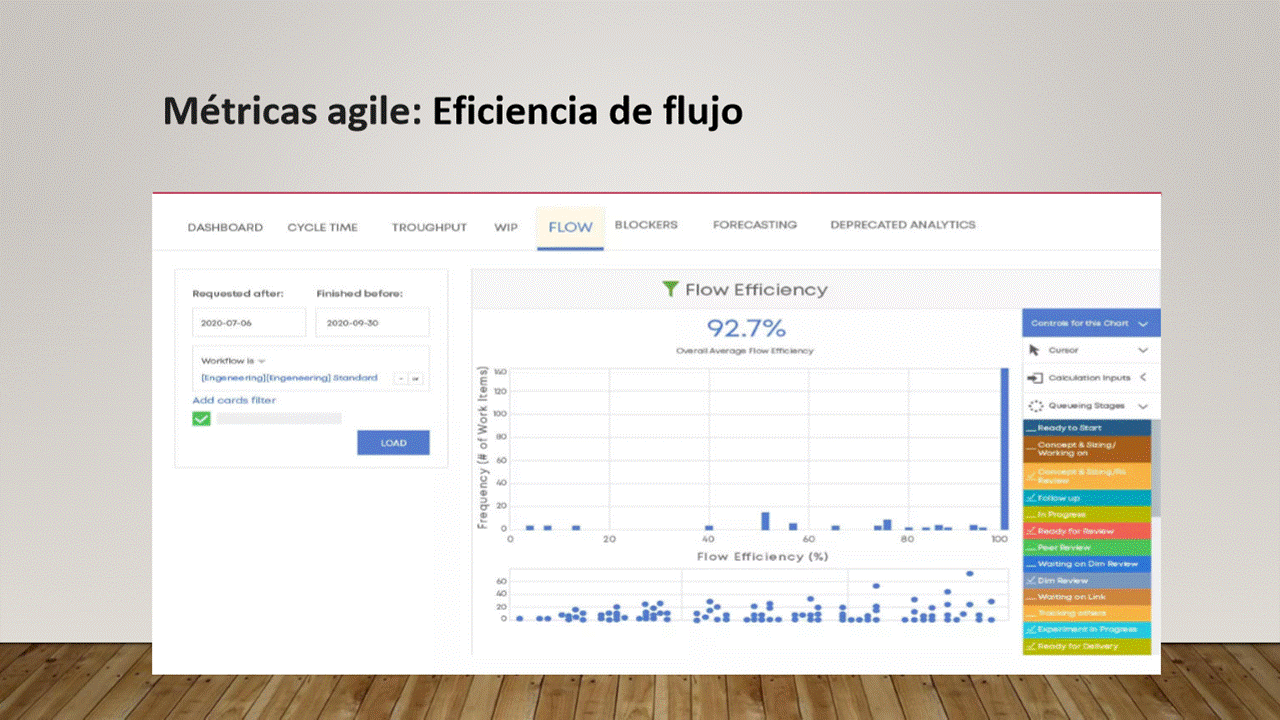 Métricas agile: Eficiencia de flujo
DASHBOARD CYCLE TIME TROUGHPUT WIP FLOW BLOCKERS FORECASTING DEPRECATED ANALYTICS
Requested after: Finished before:
2020-07-06 2020-09-30
Workflow is
[Engsneering][Engeneering] Standard
Add cards filter
LOAD
Flow Efficiency
92.7%
Overall Average Flow Efficiency
Frequency (# of Work Items)
140
120
100
80
60
40
20
0
0 20 40 60 80 100
Flow Efficiency (%)
60
40
20
0
Controls for this Chart
Cursor
Calculation Inputs
Queueing Stages
Ready to Start
Concept & Sizing/
Working on
Review
Follow up
In Progress
Ready for Review
Peer Review
Waiting on Dim Review
Dim Review
Waiting on Link
Tracking others
Experiment in Progress
Ready for Delivery